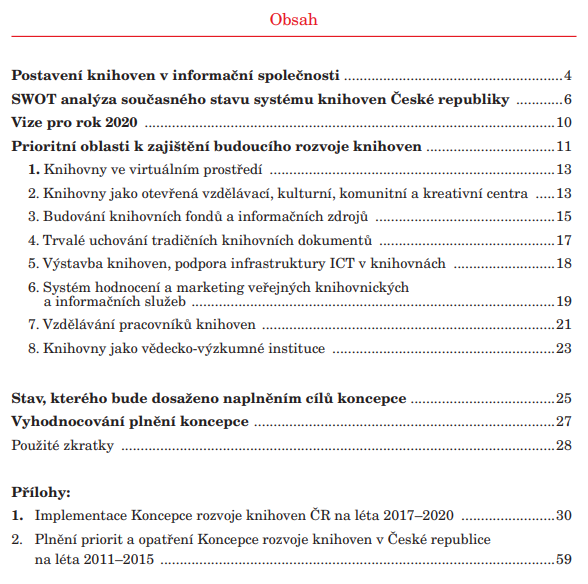 Obsah
Postavení knihoven v informační společnosti ................................................................4
SWOT analýza současného stavu systému knihoven České republiky ................6
Vize pro rok 2020 ................................................................10
Prioritní oblasti k zajištění budoucího rozvoje knihoven ................................11
1. Knihovny ve virtuálním prostředí ................................................................13
2. Knihovny jako otevřená vzdělávací, kulturní, komunitní a kreativní centra .....13
3. Budování knihovních fondů a informačních zdrojů ................................................15
4. Trvalé uchování tradičních knihovních dokumentů ................................................17
5. Výstavba knihoven, podpora infrastruktury ICT v knihovnách ................................18
6. Systém hodnocení a marketing veřejných knihovnických
a informačních služeb ................................................................19
7. Vzdělávání pracovníků knihoven ................................................................21
8. Knihovny jako vědecko-výzkumné instituce ................................................................23
Stav, kterého bude dosaženo naplněním cílů koncepce ................................25
Vyhodnocování plnění koncepce ................................................................27
Použité zkratky ................................................................28
Přílohy:
1. Implementace Koncepce rozvoje knihoven ČR na léta 2017–2020 ................................30
2. Plnění priorit a opatření Koncepce rozvoje knihoven v České republice
na léta 2011–2015 ................................................................59